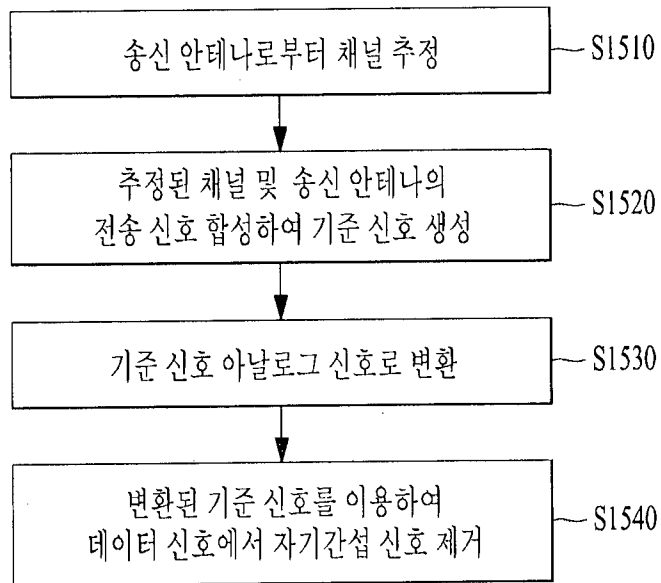 송신 안테나로부터 채널 추정
S1510
추정된 채널 및 송신 안테나의
전송 신호 합성하여 기준 신호 생성
S1520
기준 신호 아날로그 신호로 변환
S1530
변환된 기준 신호를 이용하여
데이터 신호에서 자기간섭 신호 제거
S1540